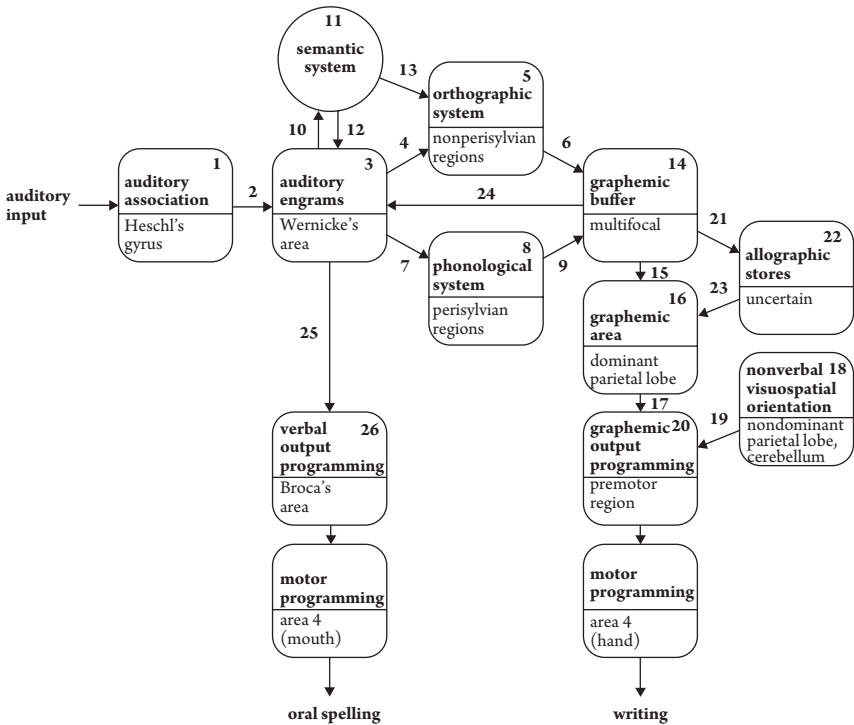 11
semantic
system
13
5
orthographic
system
nonperisylvian
regions
10
12
4
6
1
auditory
association
Heschl's
gyrus
auditory
input
2
3
auditory
engrams
Wernicke's
area
24
14
graphemic
buffer
multifocal
21
22
allographic
stores
uncertain
7
8
phonological
system
perisylvian
regions
9
15
23
16
graphemic
area
dominant
parietal lobe
25
17
nonverbal 18
visuospatial
orientation
nondominant
parietal lobe,
cerebellum
19
26
verbal
output
programming
Broca's
area
graphemic 20
output
programming
premotor
region
motor
programming
area 4
(mouth)
motor
programming
area 4
(hand)
oral spelling
writing